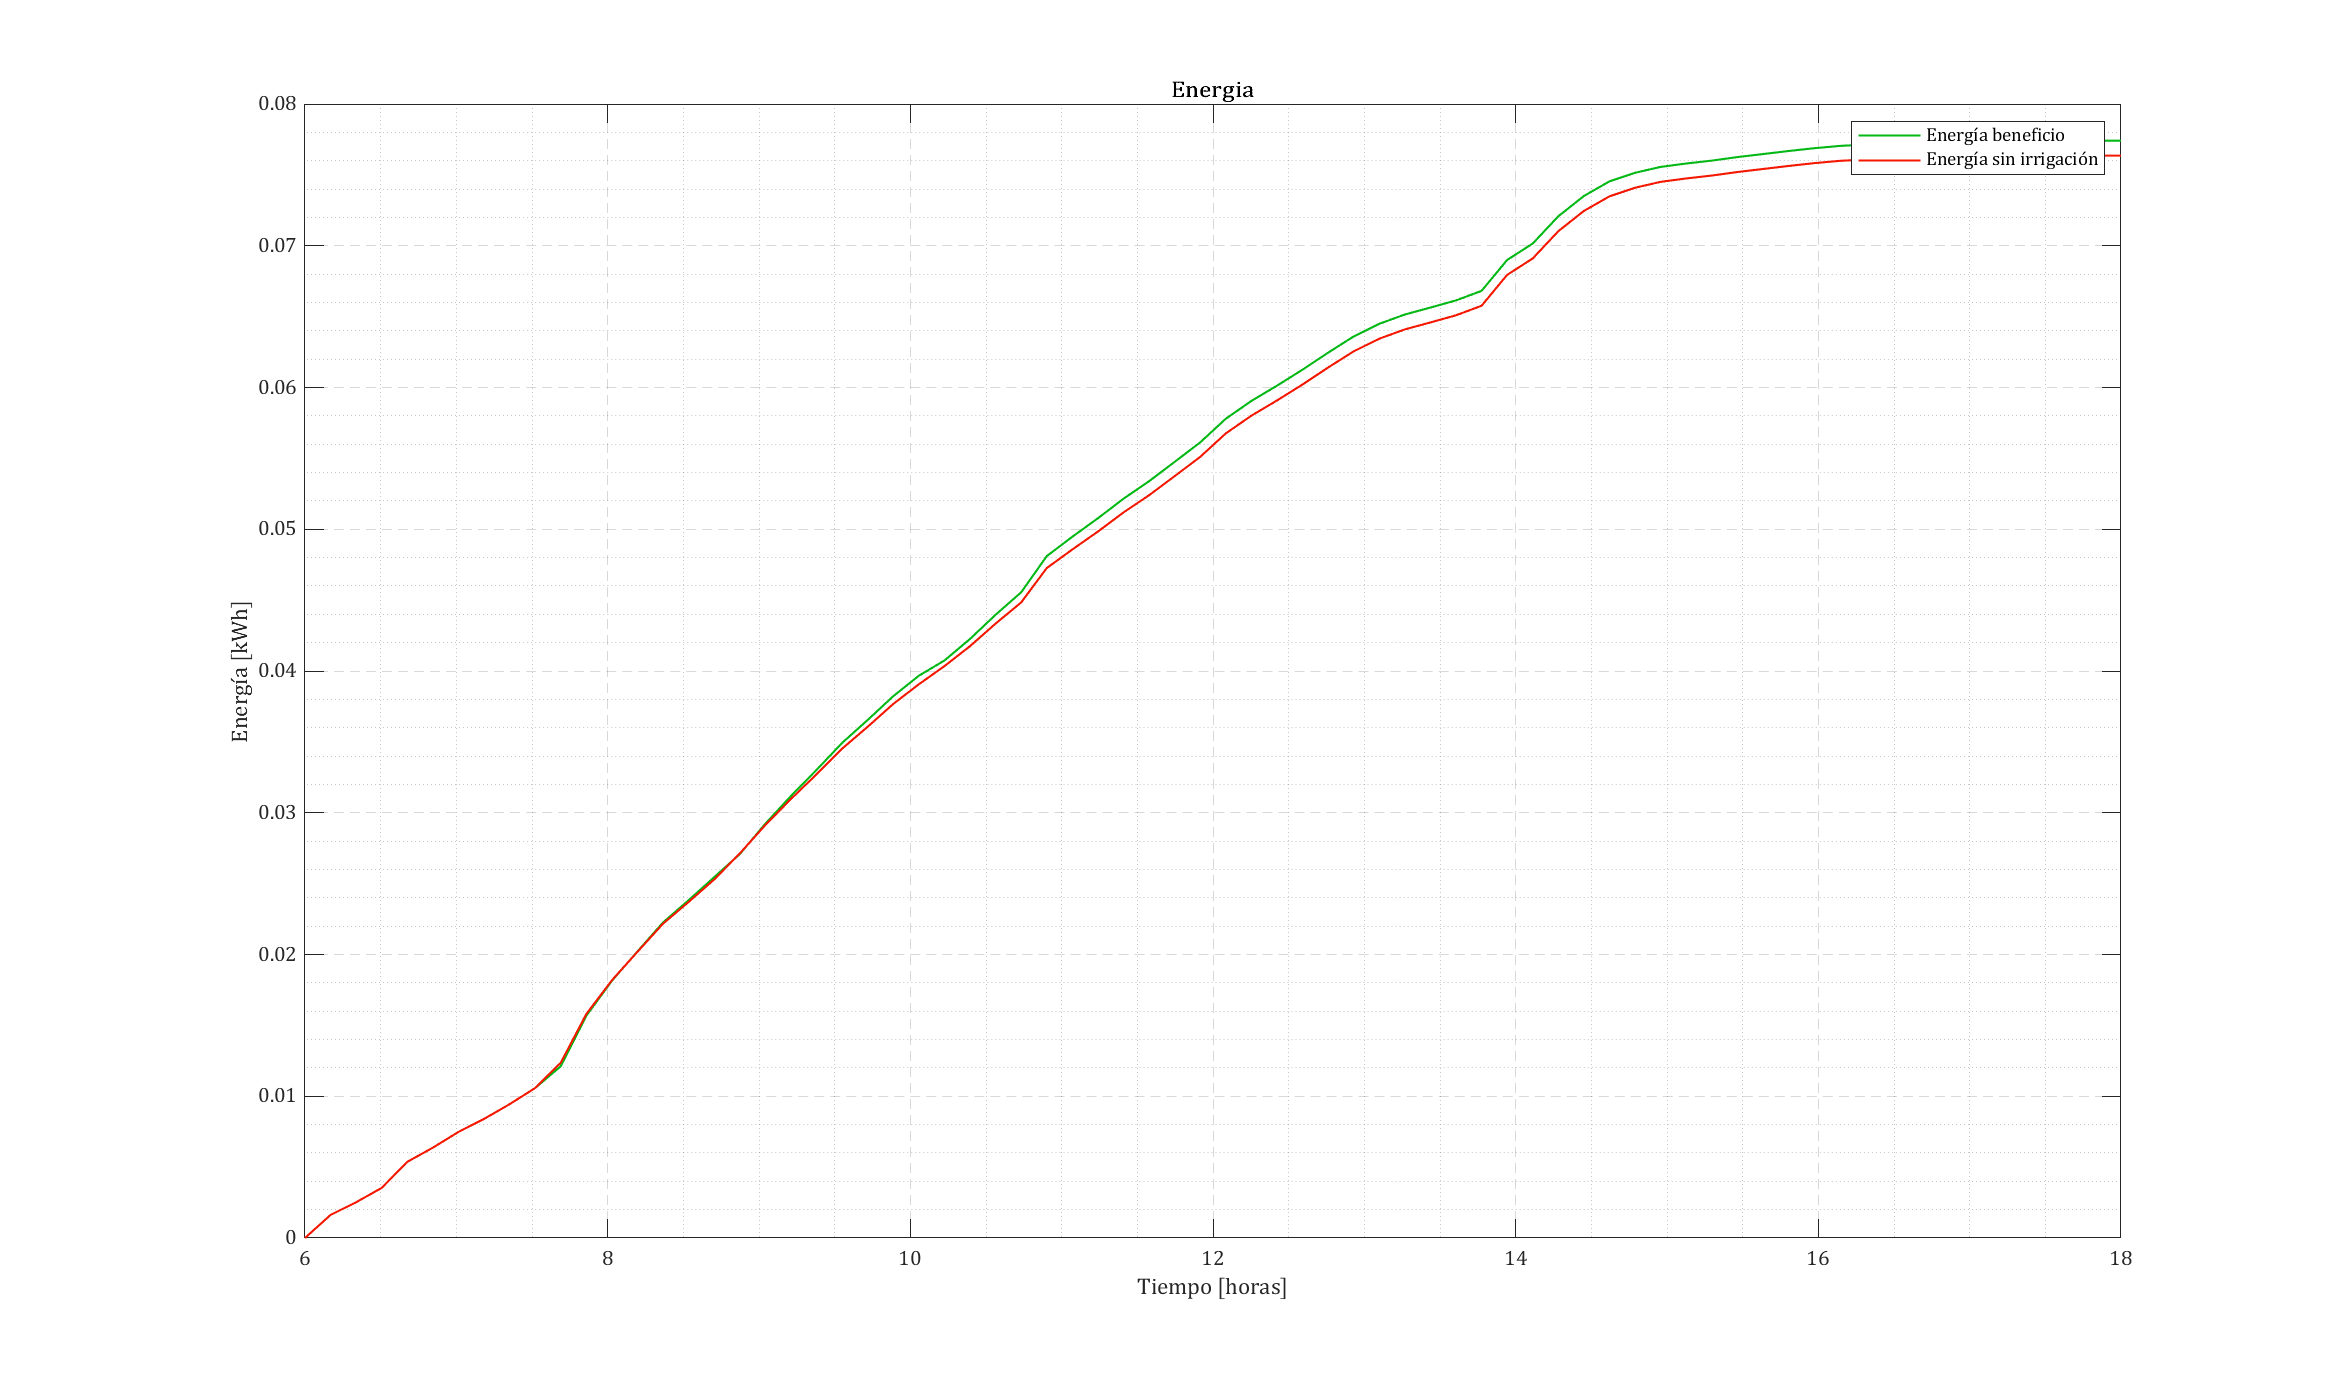 Energia
0.08
0.07
0.06
0.05
0.04
0.03
0.02
0.01
0
Energía [kWh]
Energía beneficio
Energía sin irrigación
6 8 10 12 14 16 18
Tiempo [horas]